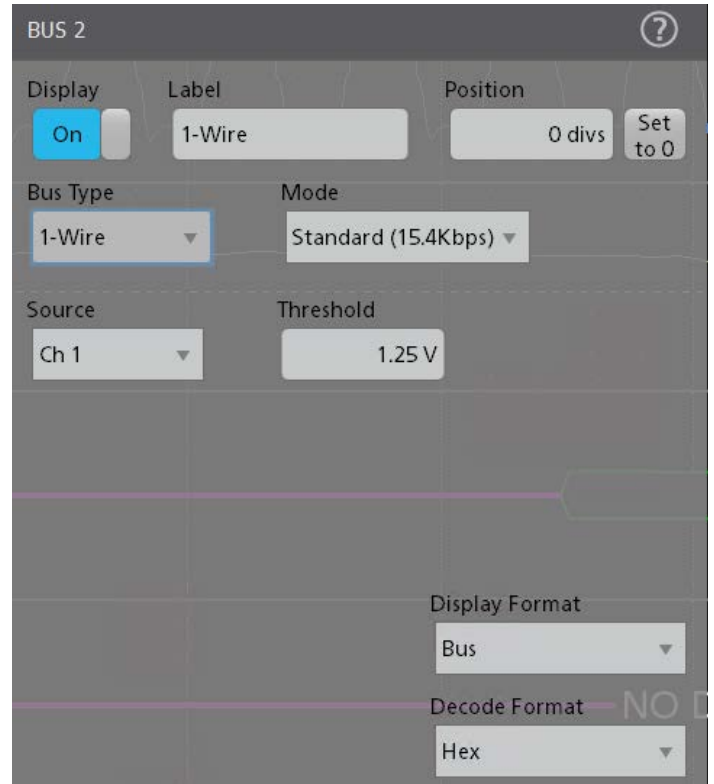 BUS 2 ?
Display Label Position
On 1-Wire 0 divs Set to 0
Bus Type Mode
1-Wire Standard (15.4Kbps)
Source Threshold
Ch 1 1.25 V
Display Format
Bus
Decode Format NO D
Hex